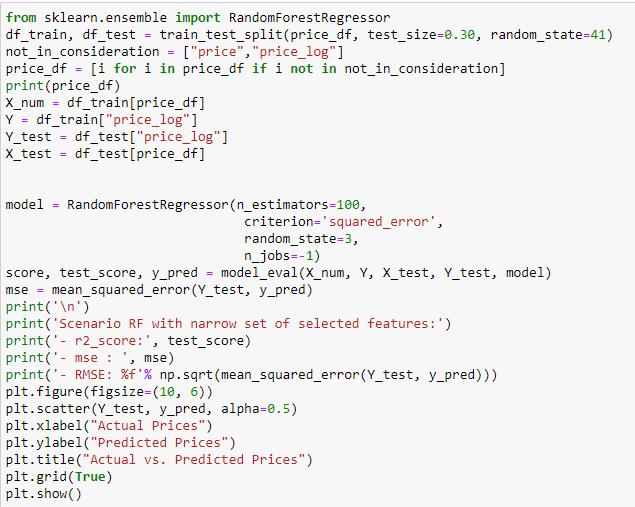 from sklearn.ensemble import RandomForestRegressor
df_train, df_test = train_test_split(price_df, test_size=0.30, random_state=41)
not_in_consideration = ["price","price_log"]
price_df = [i for i in price_df if i not in not_in_consideration]
print(price_df)
X_num = df_train[price_df]
Y = df_train["price_log"]
Y_test = df_test["price_log"]
X_test = df_test[price_df]
model = RandomForestRegressor(n_estimators=100,
criterion='squared_error',
random_state=3,
n_jobs=-1)
score, test_score, y_pred = model_eval(X_num, Y, X_test, Y_test, model)
mse = mean_squared_error(Y_test, y_pred)
print('\n')
print('Scenario RF with narrow set of selected features:')
print('- r2_score:', test_score)
print('- mse : ', mse)
print('- RMSE: %f'% np.sqrt(mean_squared_error(Y_test, y_pred)))
plt.figure(figsize=(10, 6))
plt.scatter(Y_test, y_pred, alpha=0.5)
plt.xlabel("Actual Prices")
plt.ylabel("Predicted Prices")
plt.title("Actual vs. Predicted Prices")
plt.grid(True)
plt.show()